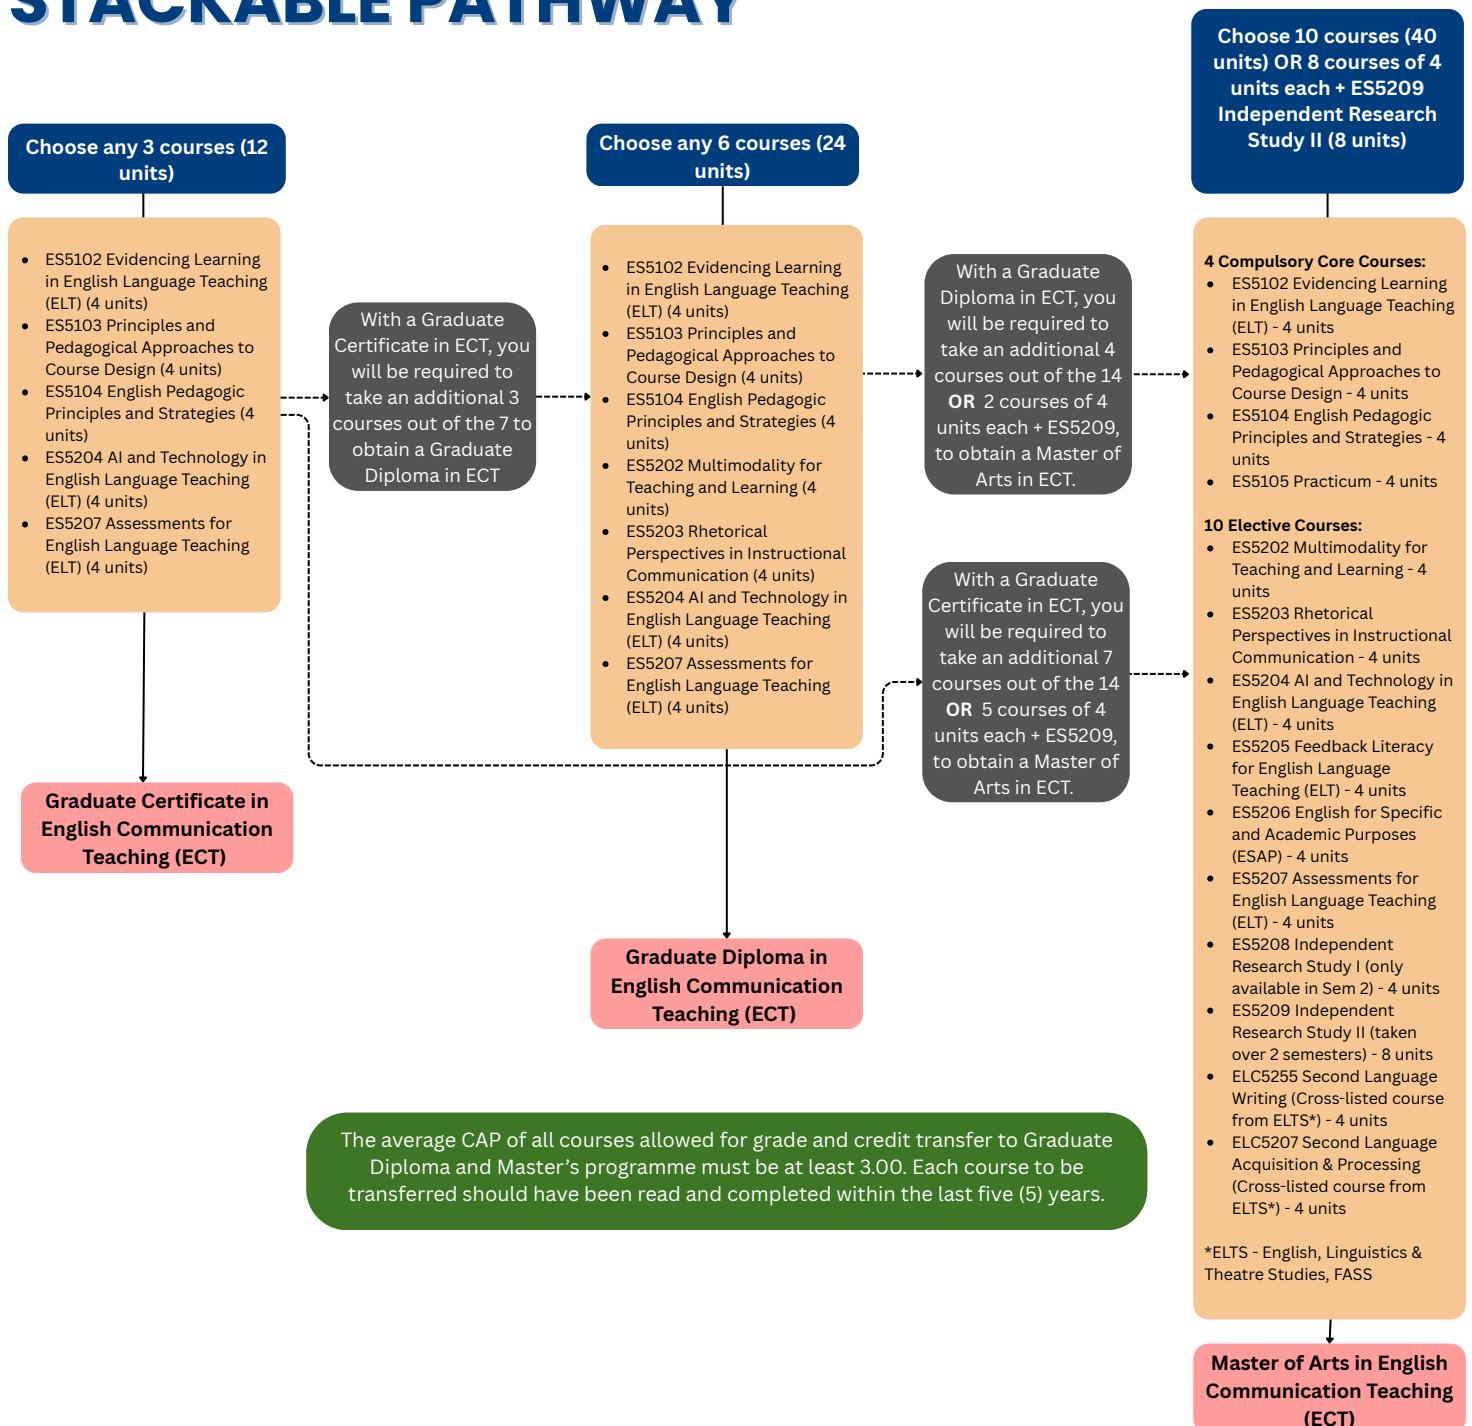 STACKABLE PATHWAY
Choose any 3 courses (12
units)
• ES5102 Evidencing Learning
in English Language Teaching
(ELT) (4 units)
• ES5103 Principles and
Pedagogical Approaches to
Course Design (4 units)
• ES5104 English Pedagogic
Principles and Strategies (4
units)
• ES5204 AI and Technology in
English Language Teaching
(ELT) (4 units)
• ES5207 Assessments for
English Language Teaching
(ELT) (4 units)
Graduate Certificate in
English Communication
Teaching (ECT)
With a Graduate
Certificate in ECT, you
will be required to
take an additional 3
courses out of the 7 to
obtain a Graduate
Diploma in ECT
Choose any 6 courses (24
units)
• ES5102 Evidencing Learning
in English Language Teaching
(ELT) (4 units)
• ES5103 Principles and
Pedagogical Approaches to
Course Design (4 units)
• ES5104 English Pedagogic
Principles and Strategies (4
units)
• ES5202 Multimodality for
Teaching and Learning (4
units)
• ES5203 Rhetorical
Perspectives in Instructional
Communication (4 units)
• ES5204 AI and Technology in
English Language Teaching
(ELT) (4 units)
• ES5207 Assessments for
English Language Teaching
(ELT) (4 units)
Graduate Diploma in
English Communication
Teaching (ECT)
With a Graduate
Diploma in ECT, you
will be required to
take an additional 4
courses out of the 14
OR 2 courses of 4
units each + ES5209,
to obtain a Master of
Arts in ECT.
With a Graduate
Certificate in ECT, you
will be required to
take an additional 7
courses out of the 14
OR 5 courses of 4
units each + ES5209,
to obtain a Master of
Arts in ECT.
Choose 10 courses (40
units) OR 8 courses of 4
units each + ES5209
Independent Research
Study II (8 units)
4 Compulsory Core Courses:
• ES5102 Evidencing Learning
in English Language Teaching
(ELT) - 4 units
• ES5103 Principles and
Pedagogical Approaches to
Course Design - 4 units
• ES5104 English Pedagogic
Principles and Strategies - 4
units
• ES5105 Practicum - 4 units
10 Elective Courses:
• ES5202 Multimodality for
Teaching and Learning - 4
units
• ES5203 Rhetorical
Perspectives in Instructional
Communication - 4 units
• ES5204 AI and Technology in
English Language Teaching
(ELT) - 4 units
• ES5205 Feedback Literacy
for English Language
Teaching (ELT) - 4 units
• ES5206 English for Specific
and Academic Purposes
(ESAP) - 4 units
• ES5207 Assessments for
English Language Teaching
(ELT) - 4 units
• ES5208 Independent
Research Study I (only
available in Sem 2) - 4 units
• ES5209 Independent
Research Study II (taken
over 2 semesters) - 8 units
• ELC5255 Second Language
Writing (Cross-listed course
from ELTS*) - 4 units
• ELC5207 Second Language
Acquisition & Processing
(Cross-listed course from
ELTS*) - 4 units
*ELTS - English, Linguistics &
Theatre Studies, FASS
Master of Arts in English
Communication Teaching
(ECT)
The average CAP of all courses allowed for grade and credit transfer to Graduate
Diploma and Master’s programme must be at least 3.00. Each course to be
transferred should have been read and completed within the last five (5) years.